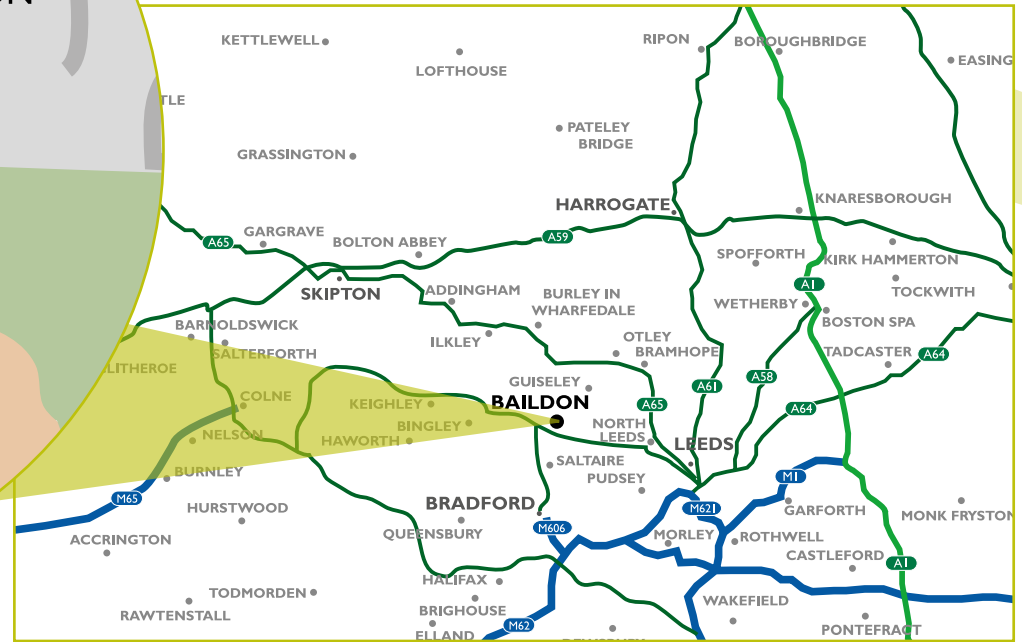 KETTLEWELL
LOFTHOUSE
RIPON
BOROUGHBRIDGE
EASING
TLE
PATELEY
BRIDGE
GRASSINGTON
HARROGATE
KNARESBOROUGH
A65
GARGRAVE
BOLTON ABBEY
A59
SPOFFORTH
KIRK HAMMERTON
SKIPTON
ADDINGHAM
BURLEY IN
WHARFEDALE
WETHERBY
A1
TOCKWITH
BOSTON SPA
BARNOLDSWICK
SALTERFORTH
ILKLEY
OTLEY
BRAMHOPE
TADCASTER
A64
LITHEROE
GUISELEY
A61
A58
COLNE
KEIGHLEY
BAILDON
A65
A64
NELSON
HAWORTH
BINGLEY
NORTH
LEEDS
LEEDS
BURNLEY
SALTAIRE
PUDSEY
M1
M65
HURSTWOOD
BRADFORD
M621
GARFORTH
MONK FRYSTON
ACCRINGTON
QUEENSBURY
M606
MORLEY
ROTHWELL
CASTLEFORD
A1
HALIFAX
TODMORDEN
RAWTENSTALL
BRIGHOUSE
WAKEFIELD
ELLAND
M62
PONTEFRACT